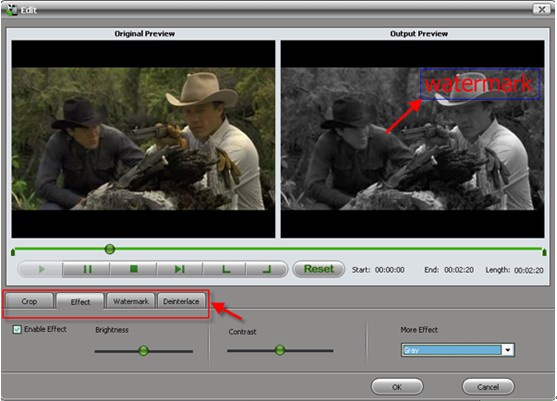 Edit
Original Preview
Output Preview
watermark
Reset
Start: 00:00:00
End: 00:02:20
Length: 00:02:20
Crop
Effect
Watermark
Deinterlace
Enable Effect
Brightness
Contrast
More Effect
Gray
OK
Cancel